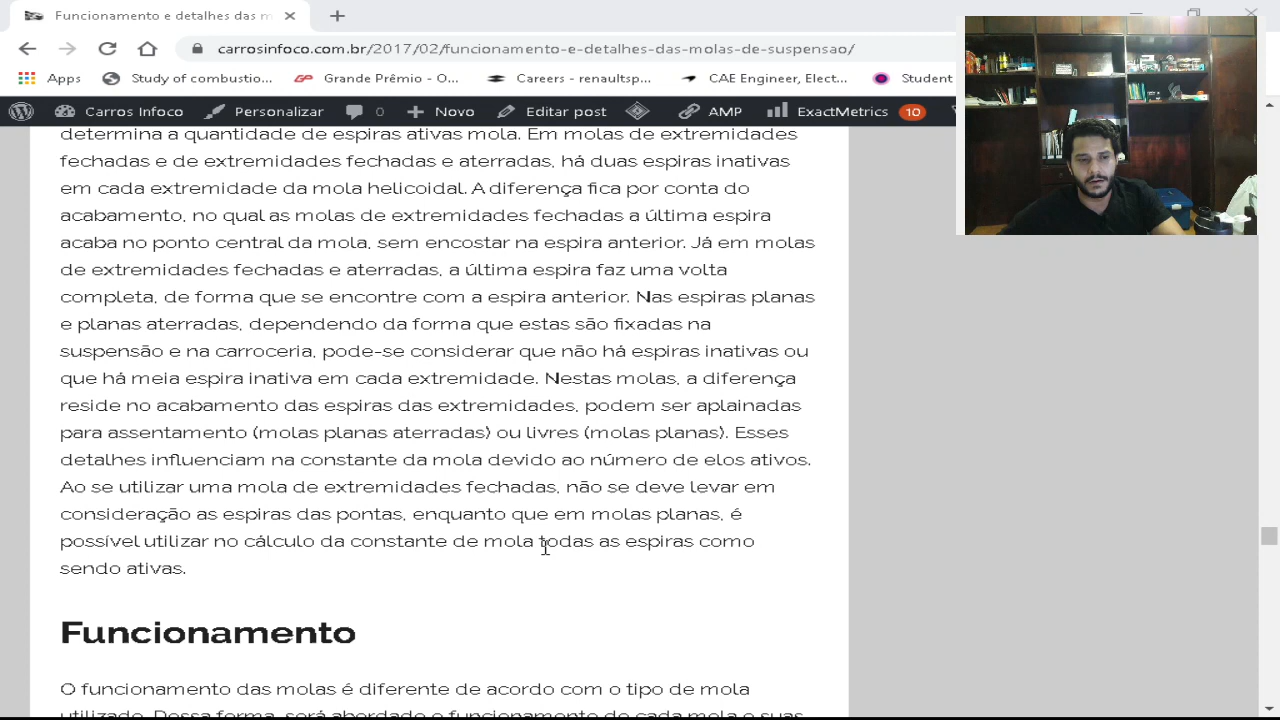 Funcionamento e detalhes das m
carrosinfoco.com.br/2017/02/funcionamento-e-detalhes-das-molas-de-suspensao/
Apps Study of combustio... Grande Prêmio - O... Careers - renaultsp... CAE Engineer, Elect... Student
Carros Infoco Personalizar 0 Novo Editar post AMP ExactMetrics 10
determina a quantidade de espiras ativas mola. Em molas de extremidades
fechadas e de extremidades fechadas e aterradas, há duas espiras inativas
em cada extremidade da mola helicoidal. A diferença fica por conta do
acabamento, no qual as molas de extremidades fechadas a última espira
acaba no ponto central da mola, sem encostar na espira anterior. Já em molas
de extremidades fechadas e aterradas, a última espira faz uma volta
completa, de forma que se encontre com a espira anterior. Nas espiras planas
e planas aterradas, dependendo da forma que estas são fixadas na
suspensão e na carroceria, pode-se considerar que não há espiras inativas ou
que há meia espira inativa em cada extremidade. Nestas molas, a diferença
reside no acabamento das espiras das extremidades, podem ser aplainadas
para assentamento (molas planas aterradas) ou livres (molas planas). Esses
detalhes influenciam na constante da mola devido ao número de elos ativos.
Ao se utilizar uma mola de extremidades fechadas, não se deve levar em
consideração as espiras das pontas, enquanto que em molas planas, é
possível utilizar no cálculo da constante de mola todas as espiras como
sendo ativas.
Funcionamento
O funcionamento das molas é diferente de acordo com o tipo de mola
utilizado. Dessa forma, será abordado o funcionamento de cada mola e suas